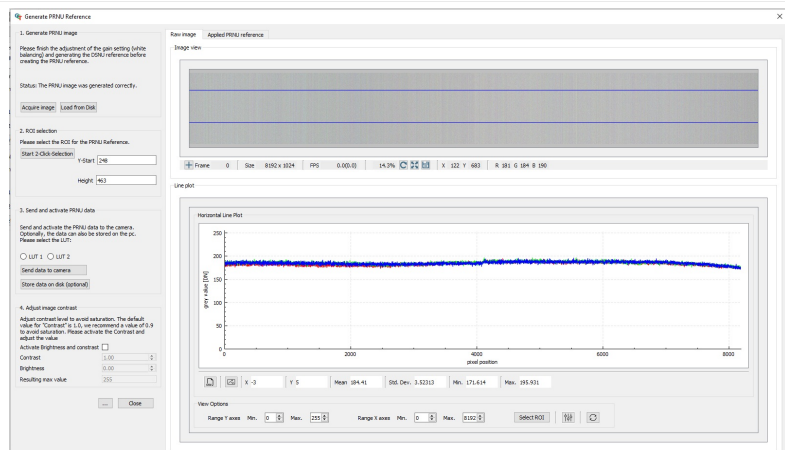 Generate PRNU Reference
1. Generate PRNU image
Please finish the adjustment of the gain setting (white
balancing) and generating the DSNU reference before
creating the PRNU reference.
Status: The PRNU image was generated correctly.
Acquire image Load from Disk
2. ROI selection
Please select the ROI for the PRNU Reference.
Start 2-Click-Selection
Y-Start 248
Height 463
3. Send and activate PRNU data
Send and activate the PRNU data to the camera.
Optionally, the data can also be stored on the pc.
Please select the LUT:
LUT 1 LUT 2
Send data to camera
Store data on disk (optional)
4. Adjust image contrast
Adjust contrast level to avoid saturation. The default
value for "Contrast" is 1.0, we recommend a value of 0.9
to avoid saturation. Please activate the Contrast and
adjust the value
Activate Brightness and constrast
Contrast 1.00
Brightness 0.00
Resulting max value 255
... Close
Raw image Applied PRNU reference
Image view
Frame 0 Size 8192 x 1024 FPS 0.0(0.0) 14.3% X 122 Y 683 R 181 G 184 B 190
Line plot
Horizontal Line Plot
250
200
150
100
50
0
grey value [DN]
0 2000 4000 6000 8000
pixel position
X -3 Y 5 Mean 184.41 Std. Dev. 3.52313 Min. 171.614 Max. 195.931
View Options
Range Y axes Min. 0 Max. 255 Range X axes Min. 0 Max. 8192 Select ROI